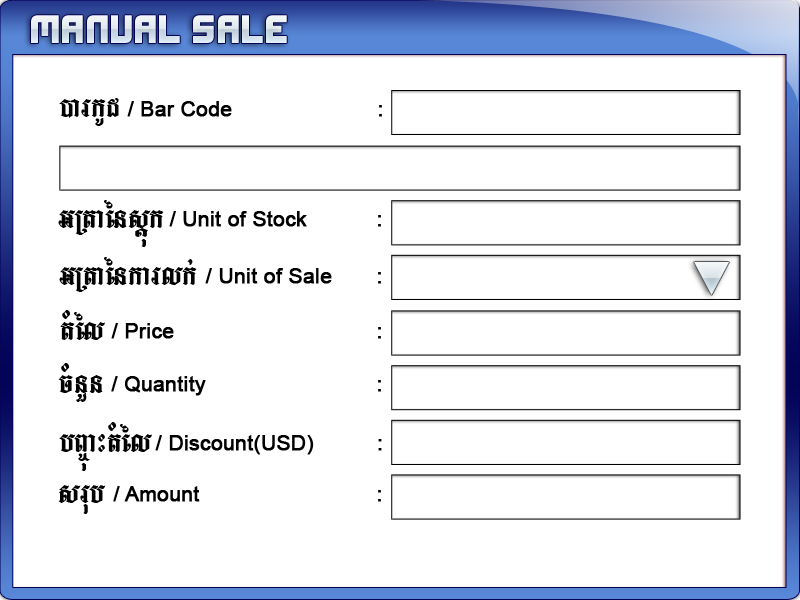 MANUAL SALE
បារកូដ / Bar Code :
អត្រានៃស្តុក / Unit of Stock :
អត្រានៃការលក់ / Unit of Sale :
តំលៃ / Price :
ចំនួន / Quantity :
បញ្ចុះតំលៃ / Discount(USD) :
សរុប / Amount :